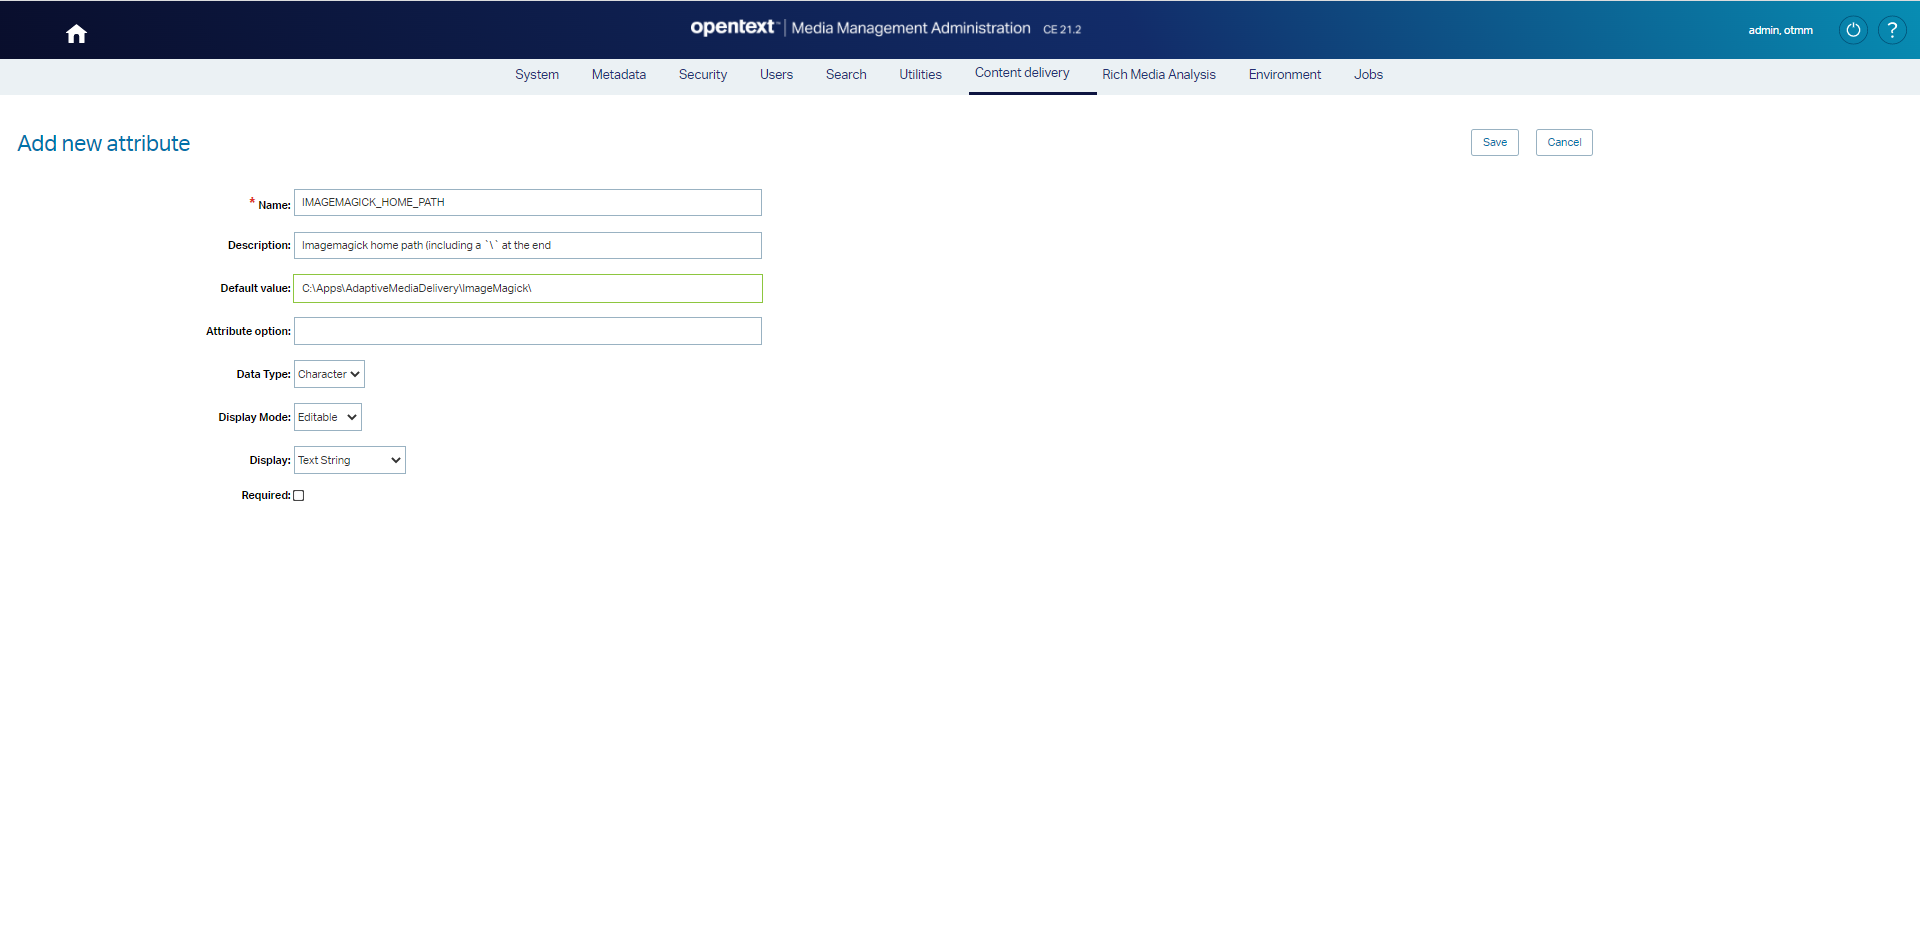 opentext™ | Media Management Administration CE 21.2
admin, otmm
?
System Metadata Security Users Search Utilities Content delivery Rich Media Analysis Environment Jobs
Add new attribute
Save Cancel
* Name: IMAGEMAGICK_HOME_PATH
Description: Imagemagick home path (including a `\` at the end
Default value: C:\Apps\AdaptiveMediaDelivery\ImageMagick\
Attribute option:
Data Type: Character
Display Mode: Editable
Display: Text String
Required: